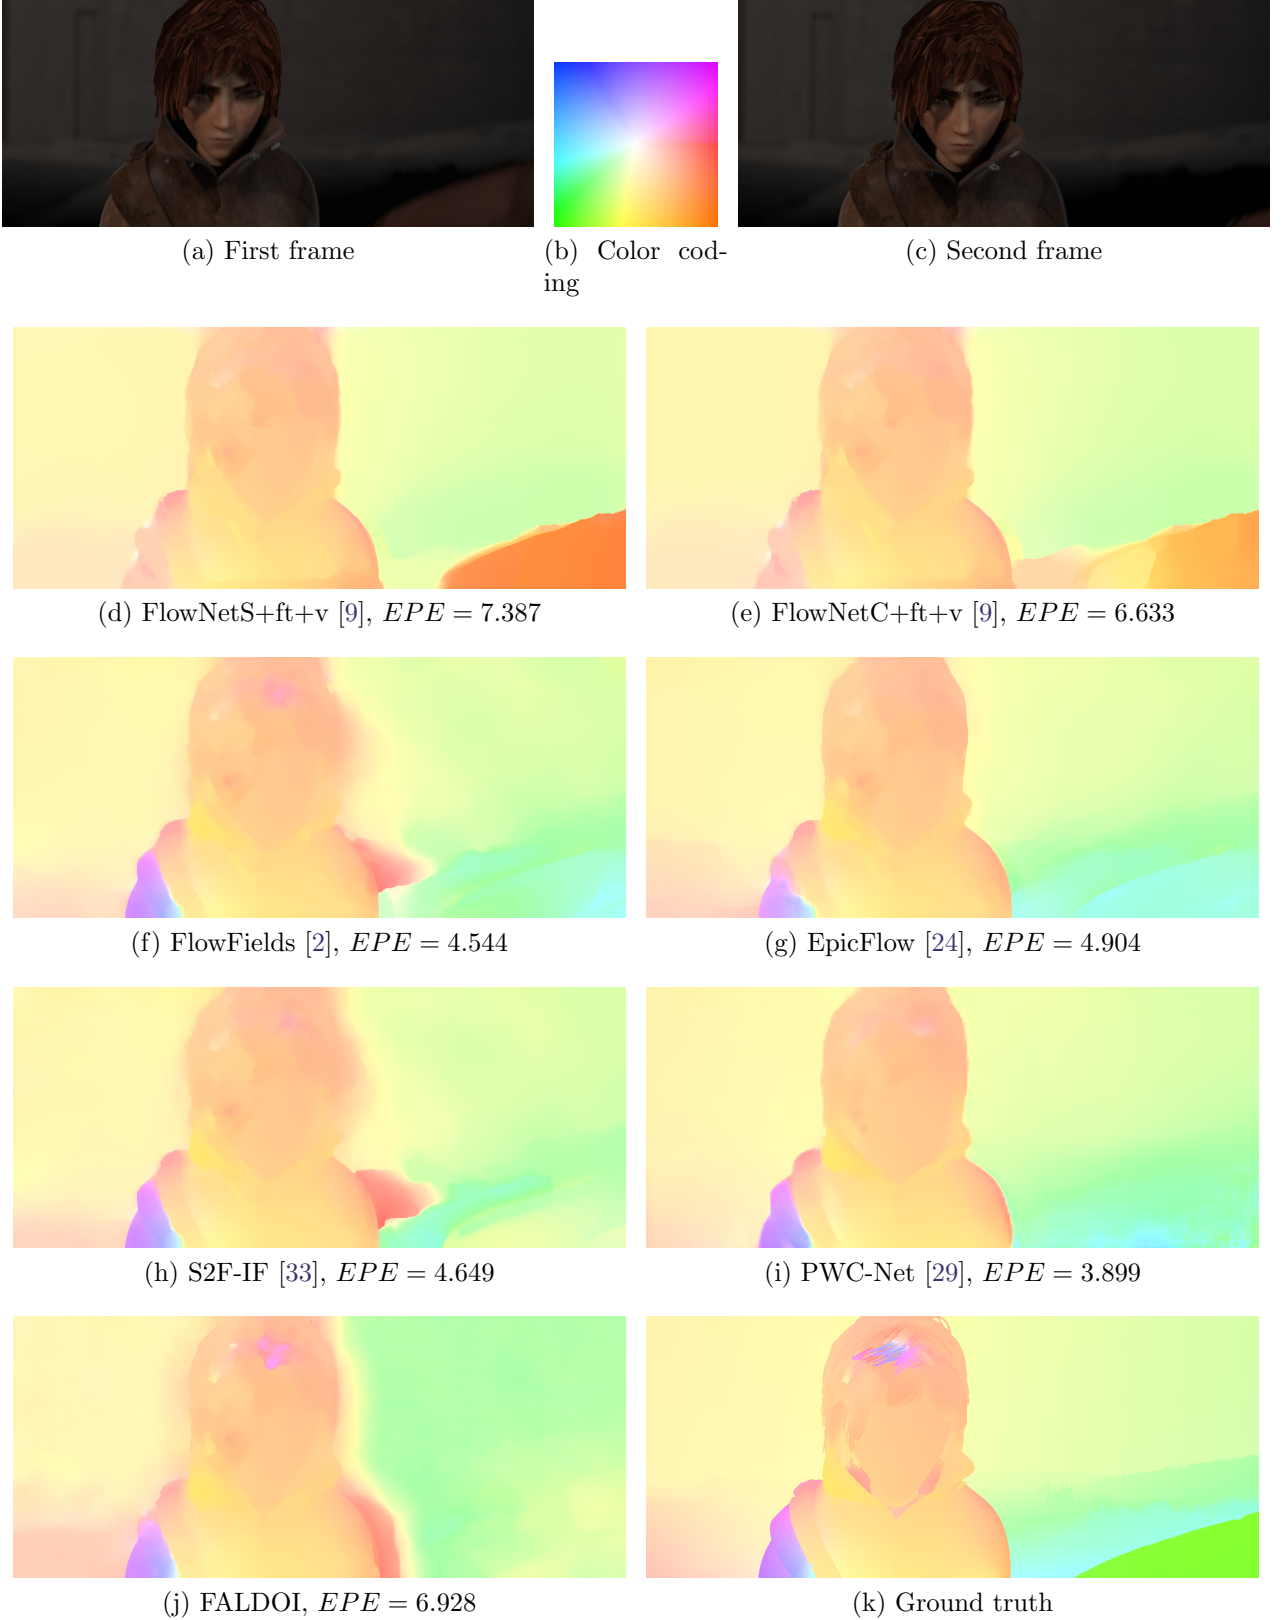 (a) First frame
(b) Color cod-
ing
(c) Second frame
(d) FlowNetS+ft+v [9], EPE = 7.387
(e) FlowNetC+ft+v [9], EPE = 6.633
(f) FlowFields [2], EPE = 4.544
(g) EpicFlow [24], EPE = 4.904
(h) S2F-IF [33], EPE = 4.649
(i) PWC-Net [29], EPE = 3.899
(j) FALDOI, EPE = 6.928
(k) Ground truth